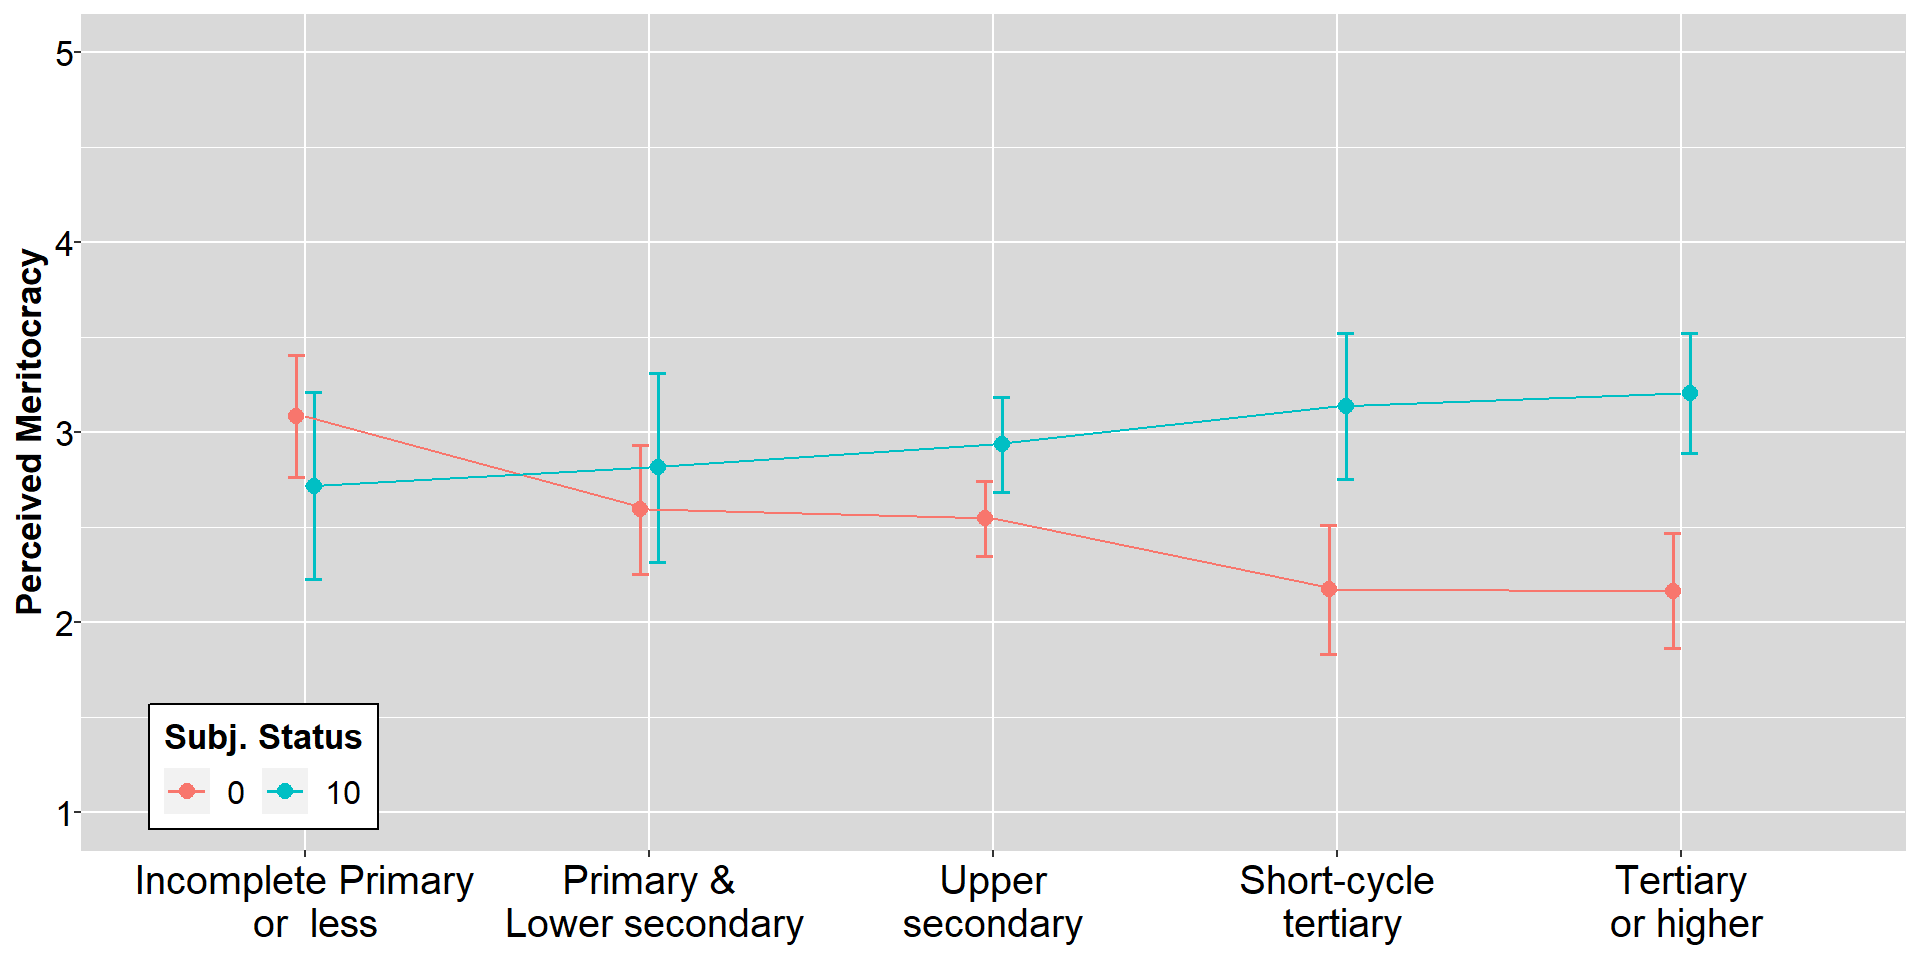 5
4
3
2
1
Perceived Meritocracy
Subj. Status
0 10
Incomplete Primary
or less
Primary &
Lower secondary
Upper
secondary
Short-cycle
tertiary
Tertiary
or higher